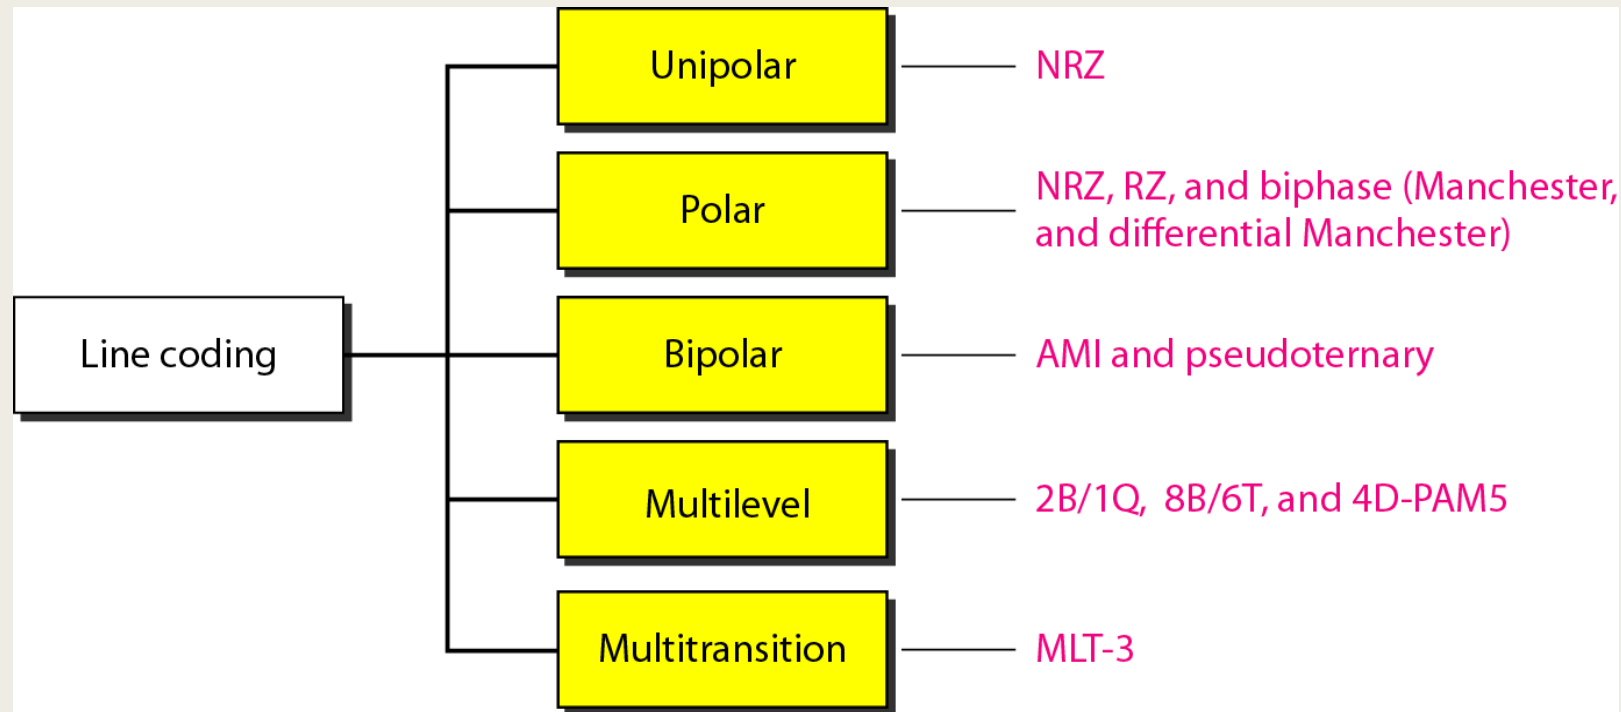 Line coding
Unipolar
NRZ
Polar
NRZ, RZ, and biphase (Manchester,
and differential Manchester)
Bipolar
AMI and pseudoternary
Multilevel
2B/1Q, 8B/6T, and 4D-PAM5
Multitransition
MLT-3